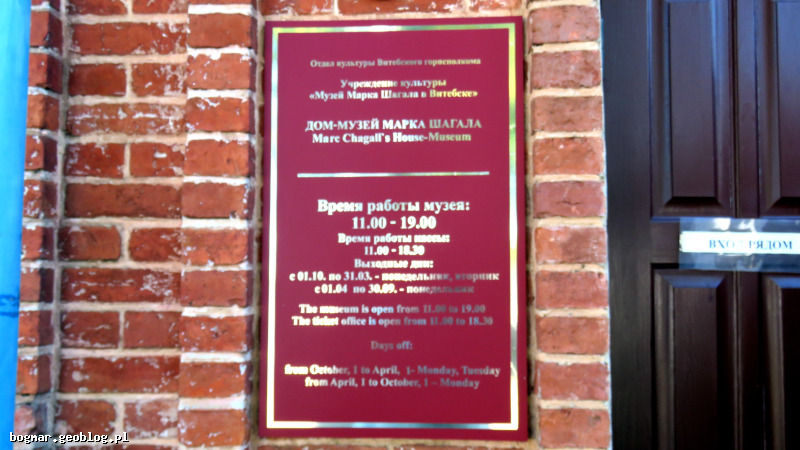 Отдел культуры Витебского горисполкома
Учреждение культуры
«Музей Марка Шагала в Витебске»
ДОМ-МУЗЕЙ МАРКА ШАГАЛА
Marc Chagall's House-Museum
Время работы музея:
11.00 - 19.00
Время работы кассы:
11.00 - 18.30
Выходные дни:
с 01.10. по 31.03. - понедельник, вторник
с 01.04 по 30.09. - понедельник
The museum is open from 11.00 to 19.00
The ticket office is open from 11.00 to 18.30
Days off:
from October, 1 to April, 1- Monday, Tuesday
from April, 1 to October, 1 – Monday
ВХОД РЯДОМ
bogmar.geoblog.pl